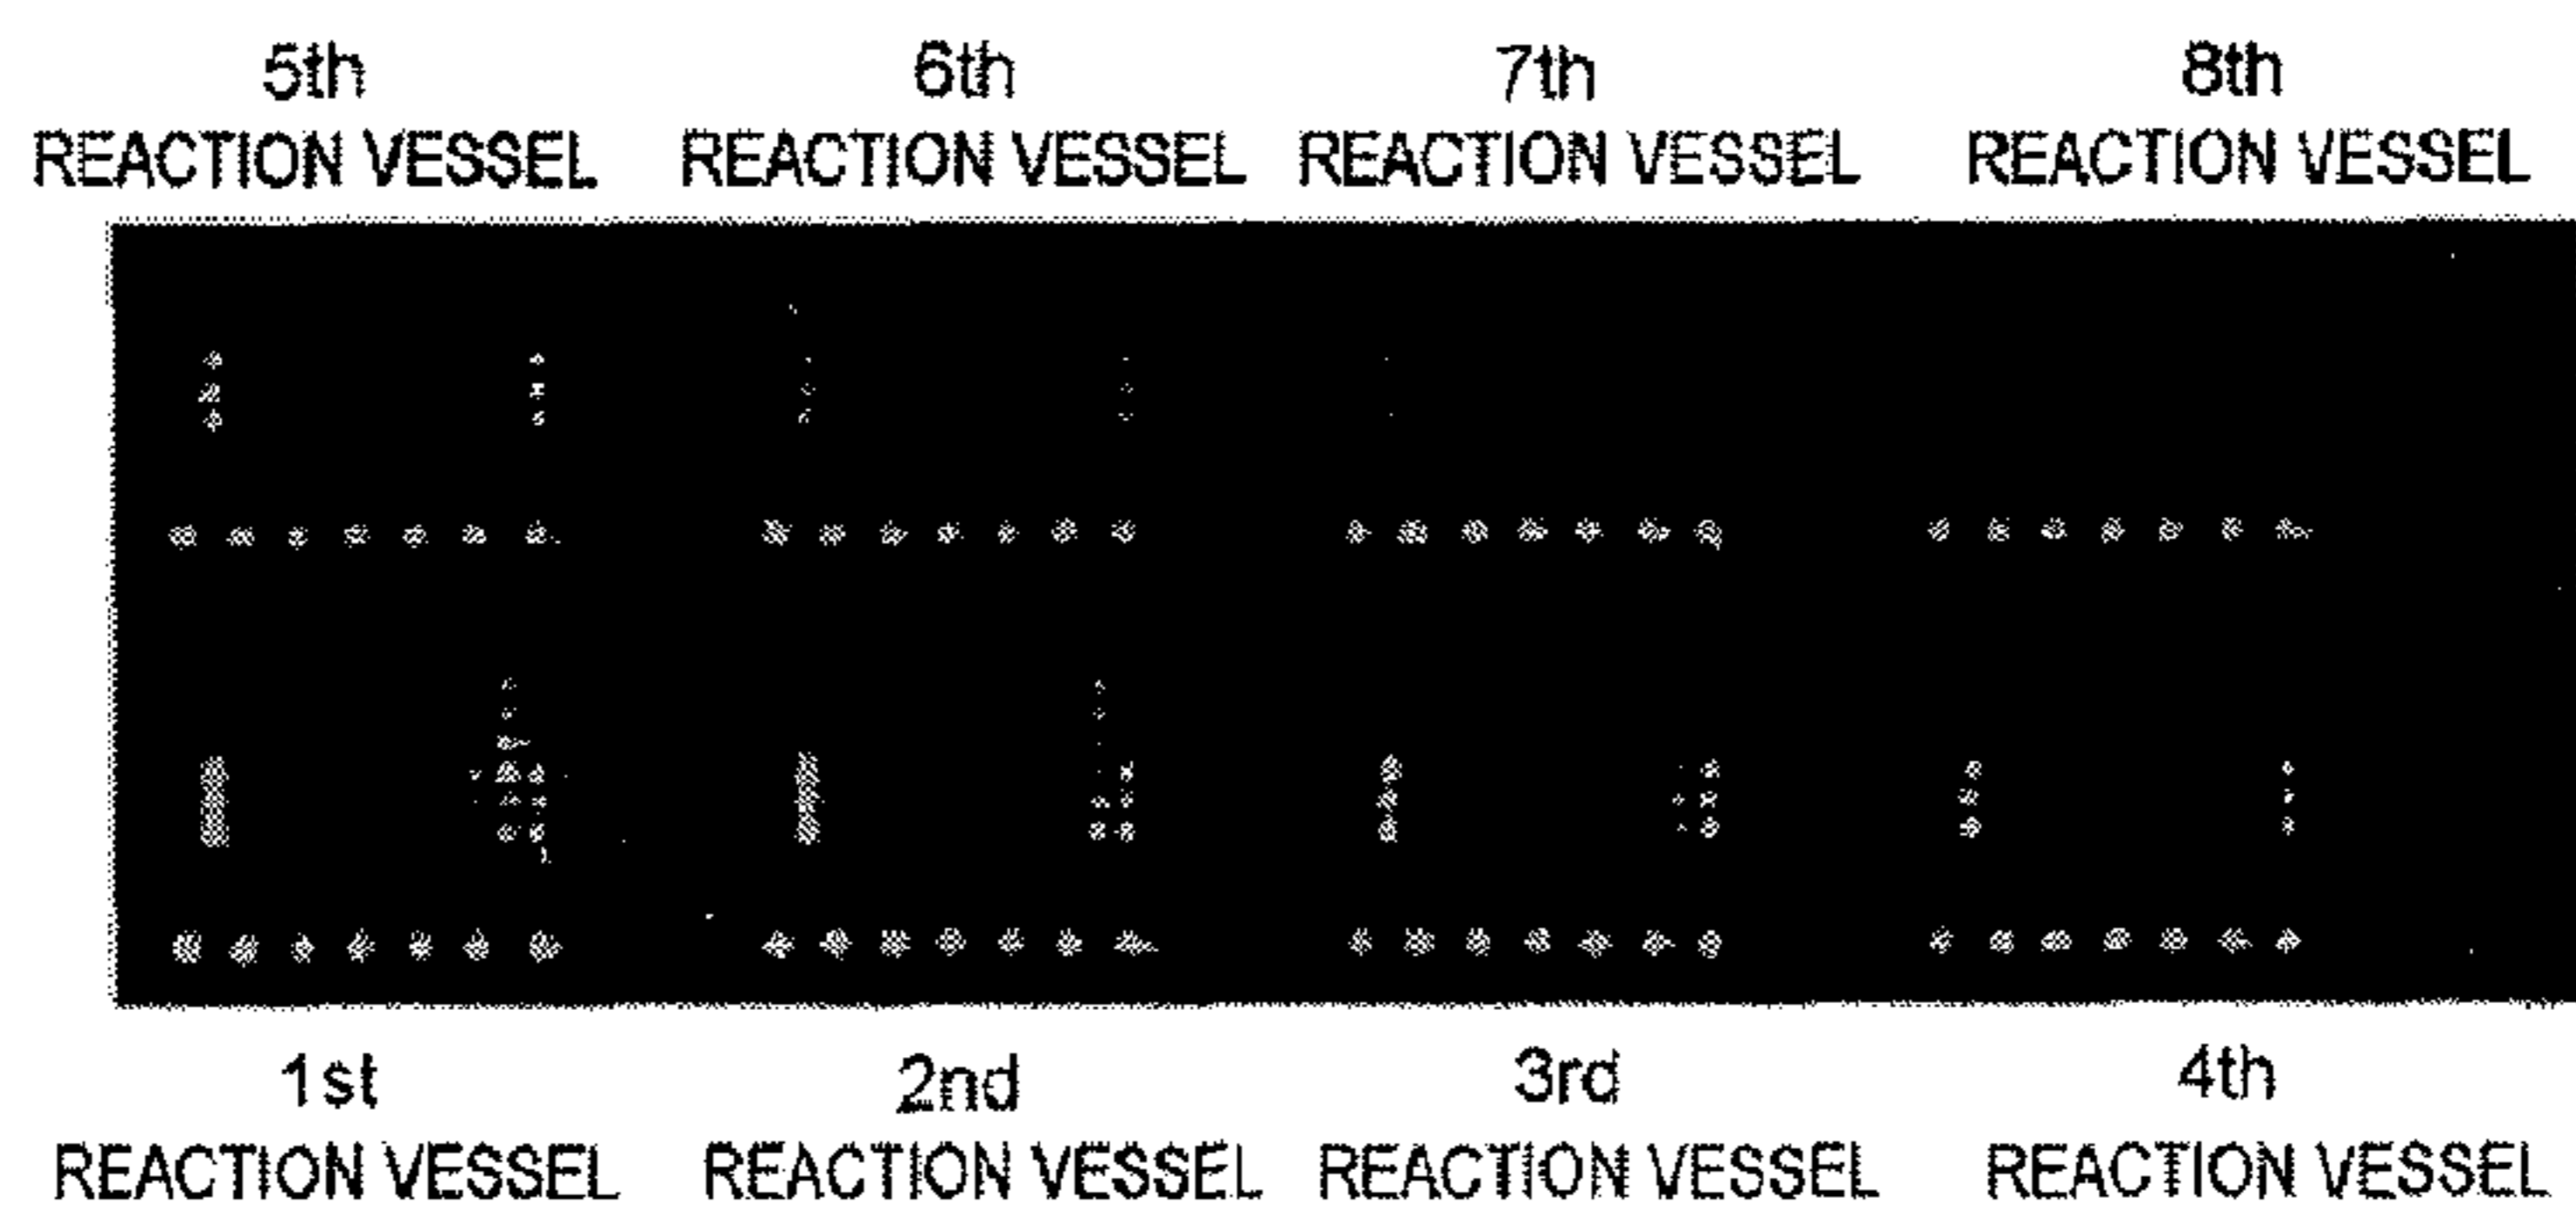 5th
REACTION VESSEL
6th
REACTION VESSEL
7th
REACTION VESSEL
8th
REACTION VESSEL
1st
REACTION VESSEL
2nd
REACTION VESSEL
3rd
REACTION VESSEL
4th
REACTION VESSEL